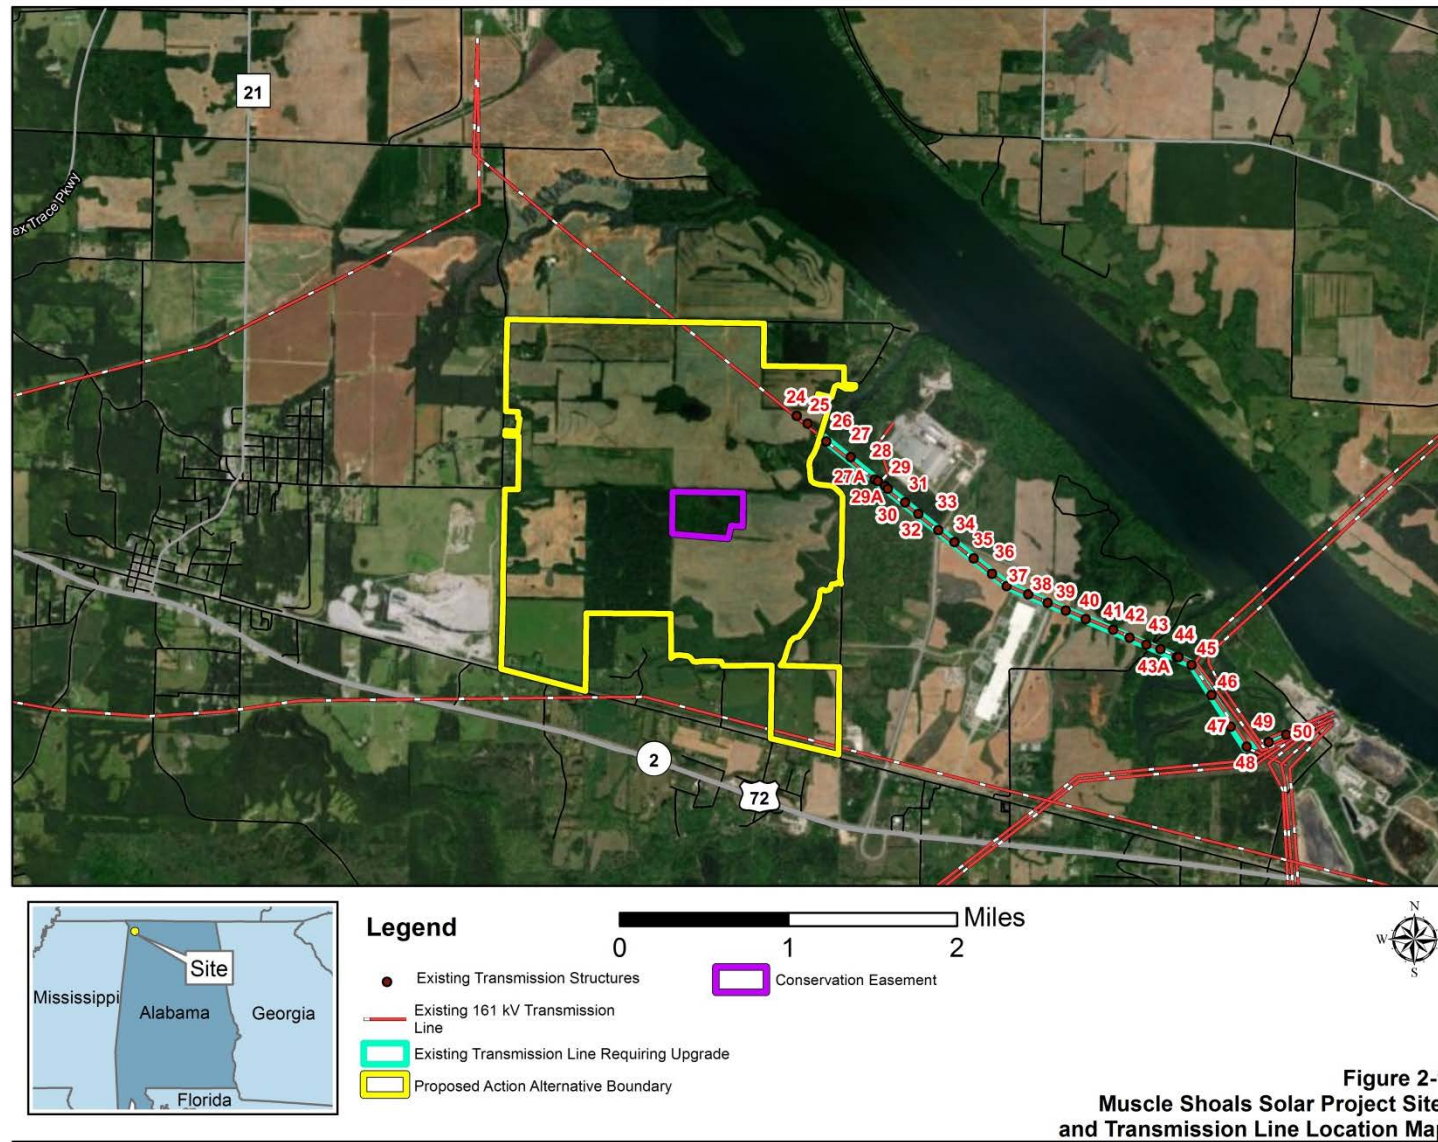 21
ex Trace Pkwy
24
25
26
27
28
27A
29
29A
31
30
33
32
34
35
36
37
38
39
40
41
42
43
44
43A
45
46
47
49
50
48
2
72
Mississippi
Alabama
Georgia
Florida
Site
Legend
Existing Transmission Structures
Existing 161 kV Transmission
Line
Existing Transmission Line Requiring Upgrade
Proposed Action Alternative Boundary
Conservation Easement
0
1
2
Miles
N
W
S
Figure 2-
Muscle Shoals Solar Project Site
and Transmission Line Location Map